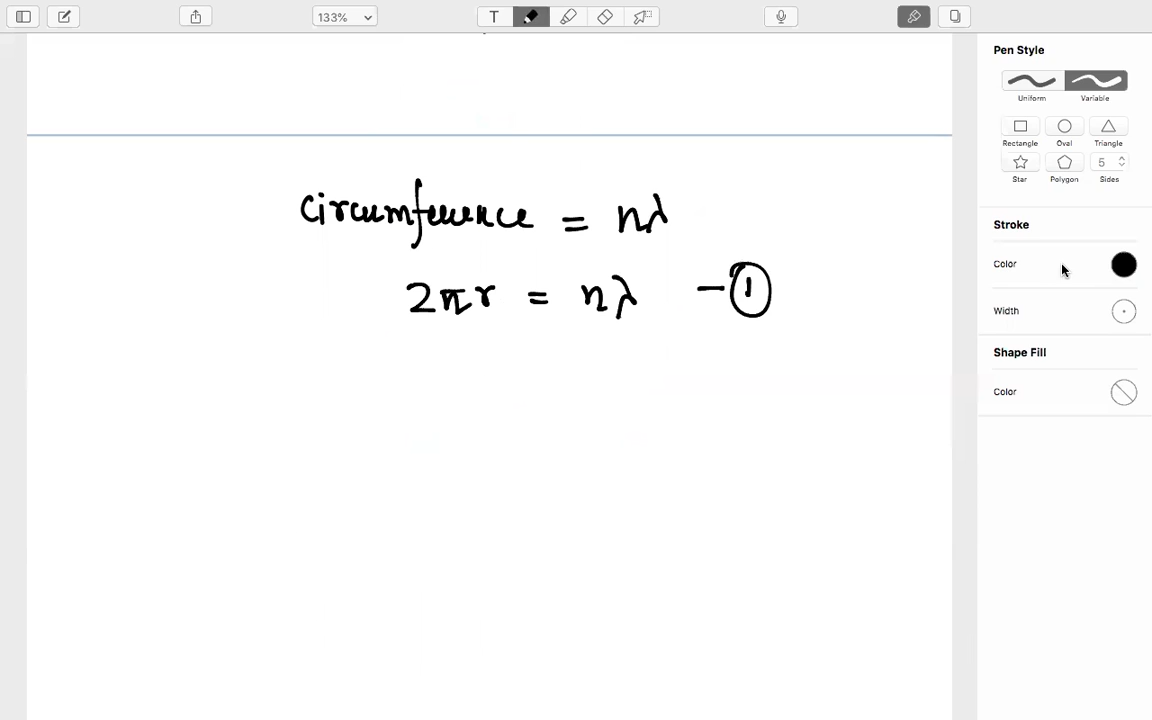 133%
T
Pen Style
Uniform Variable
Rectangle Oval Triangle
5
Star Polygon Sides
Stroke
Color
Width
Shape Fill
Color
Circumference = nλ
2πr = nλ - ①